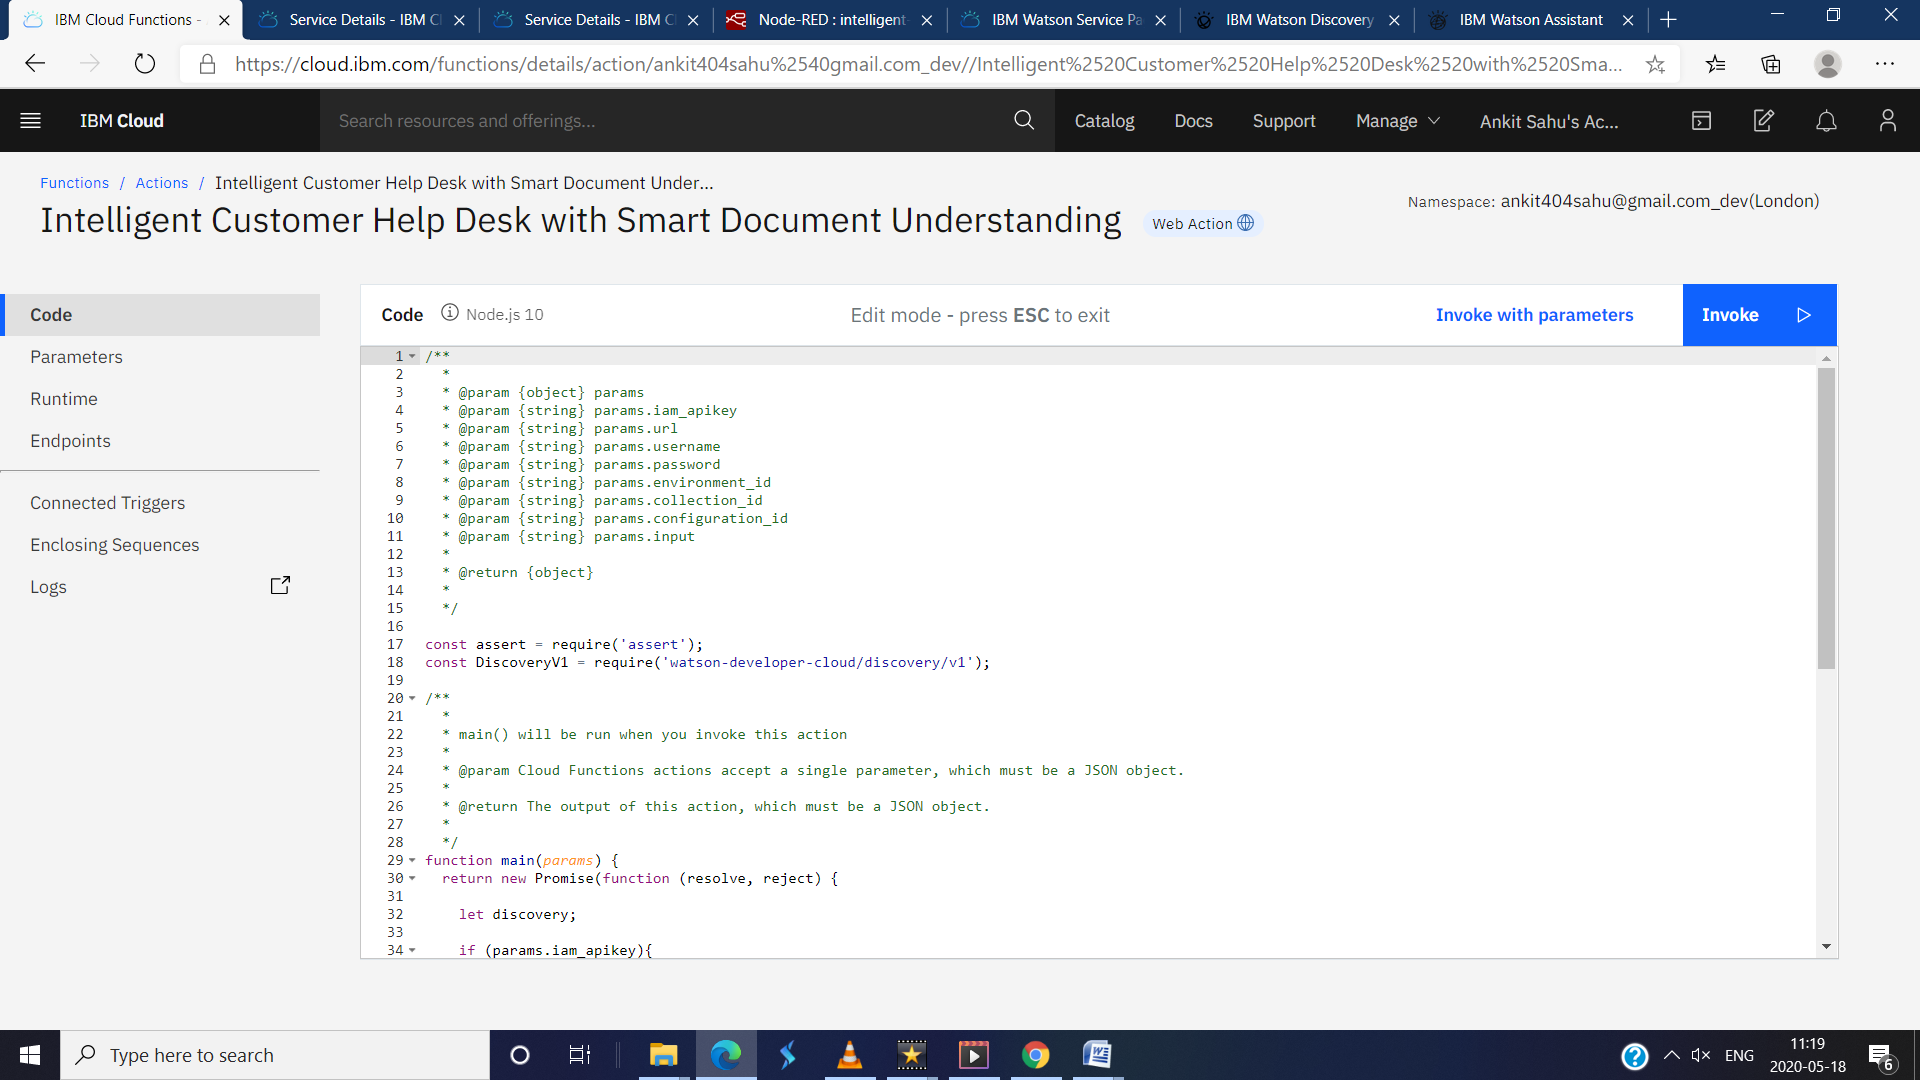 IBM Cloud Functions -
Service Details - IBM Cl
Service Details - IBM Cl
Node-RED : intelligent-
IBM Watson Service Pa
IBM Watson Discovery
IBM Watson Assistant
https://cloud.ibm.com/functions/details/action/ankit404sahu%2540gmail.com_dev//Intelligent%2520Customer%2520Help%2520Desk%2520with%2520Sma...
IBM Cloud
Search resources and offerings...
Catalog
Docs
Support
Manage
Ankit Sahu's Ac...
Functions / Actions / Intelligent Customer Help Desk with Smart Document Under...
Intelligent Customer Help Desk with Smart Document Understanding
Web Action
Namespace: ankit404sahu@gmail.com_dev(London)
Code
Parameters
Runtime
Endpoints
Connected Triggers
Enclosing Sequences
Logs
Code Node.js 10
Edit mode - press ESC to exit
Invoke with parameters
Invoke
1 /**
2 *
3 * @param {object} params
4 * @param {string} params.iam_apikey
5 * @param {string} params.url
6 * @param {string} params.username
7 * @param {string} params.password
8 * @param {string} params.environment_id
9 * @param {string} params.collection_id
10 * @param {string} params.configuration_id
11 * @param {string} params.input
12 *
13 * @return {object}
14 *
15 */
16
17 const assert = require('assert');
18 const DiscoveryV1 = require('watson-developer-cloud/discovery/v1');
19
20 /**
21 *
22 * main() will be run when you invoke this action
23 *
24 * @param Cloud Functions actions accept a single parameter, which must be a JSON object.
25 *
26 * @return The output of this action, which must be a JSON object.
27 *
28 */
29 function main(params) {
30 return new Promise(function (resolve, reject) {
31
32 let discovery;
33
34 if (params.iam_apikey){
Type here to search
ENG
11:19
2020-05-18
6